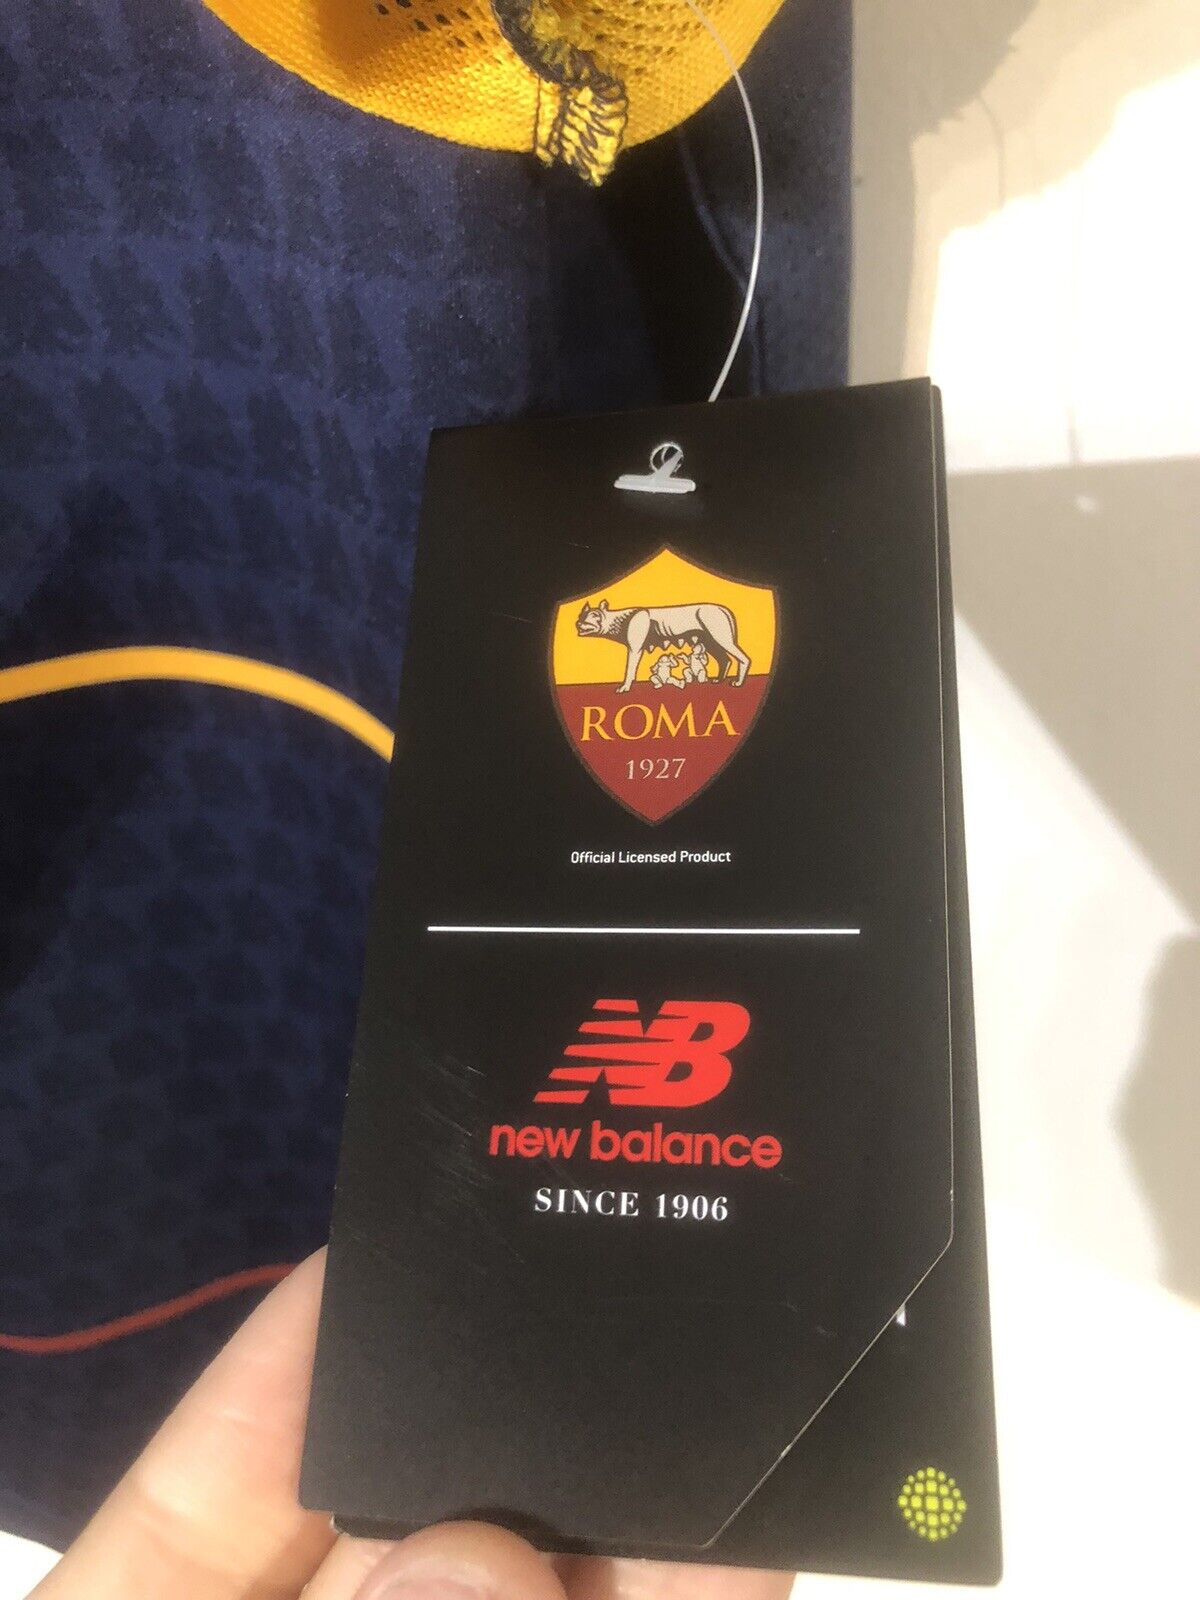 ROMA
1927
Official Licensed Product
NB
new balance
SINCE 1906